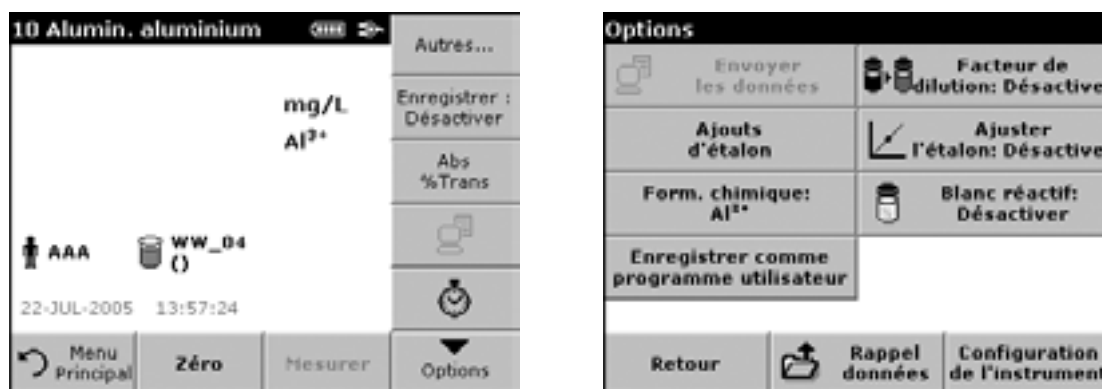 10 Alumin. aluminium
Autres...
mg/L
Al³⁺
Enregistrer :
Désactiver
Abs
%Trans
AAA
WW_04
()
22-JUL-2005 13:57:24
Menu
Principal
Zéro
Mesurer
Options
Options
Envoyer
les données
Facteur de
dilution: Désactive
Ajouts
d'étalon
Ajuster
l'étalon: Désactive
Form. chimique:
Al³⁺
Blanc réactif:
Désactiver
Enregistrer comme
programme utilisateur
Retour
Rappel
données
Configuration
de l'instrument